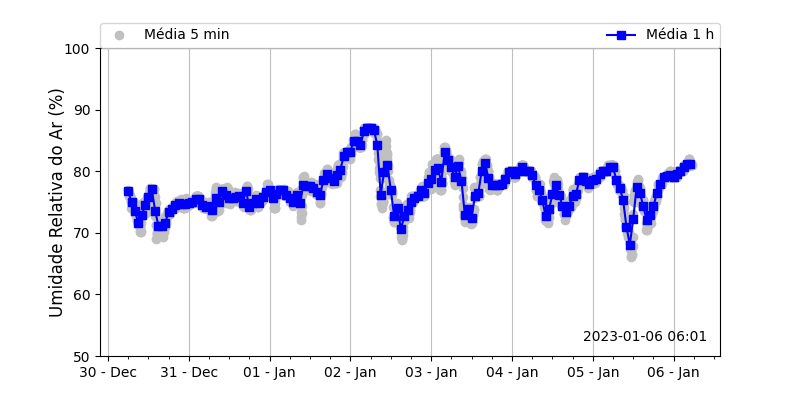 Média 5 min
Média 1 h
100
90
80
70
60
50
Umidade Relativa do Ar (%)
2023-01-06 06:01
30 - Dec
31 - Dec
01 - Jan
02 - Jan
03 - Jan
04 - Jan
05 - Jan
06 - Jan